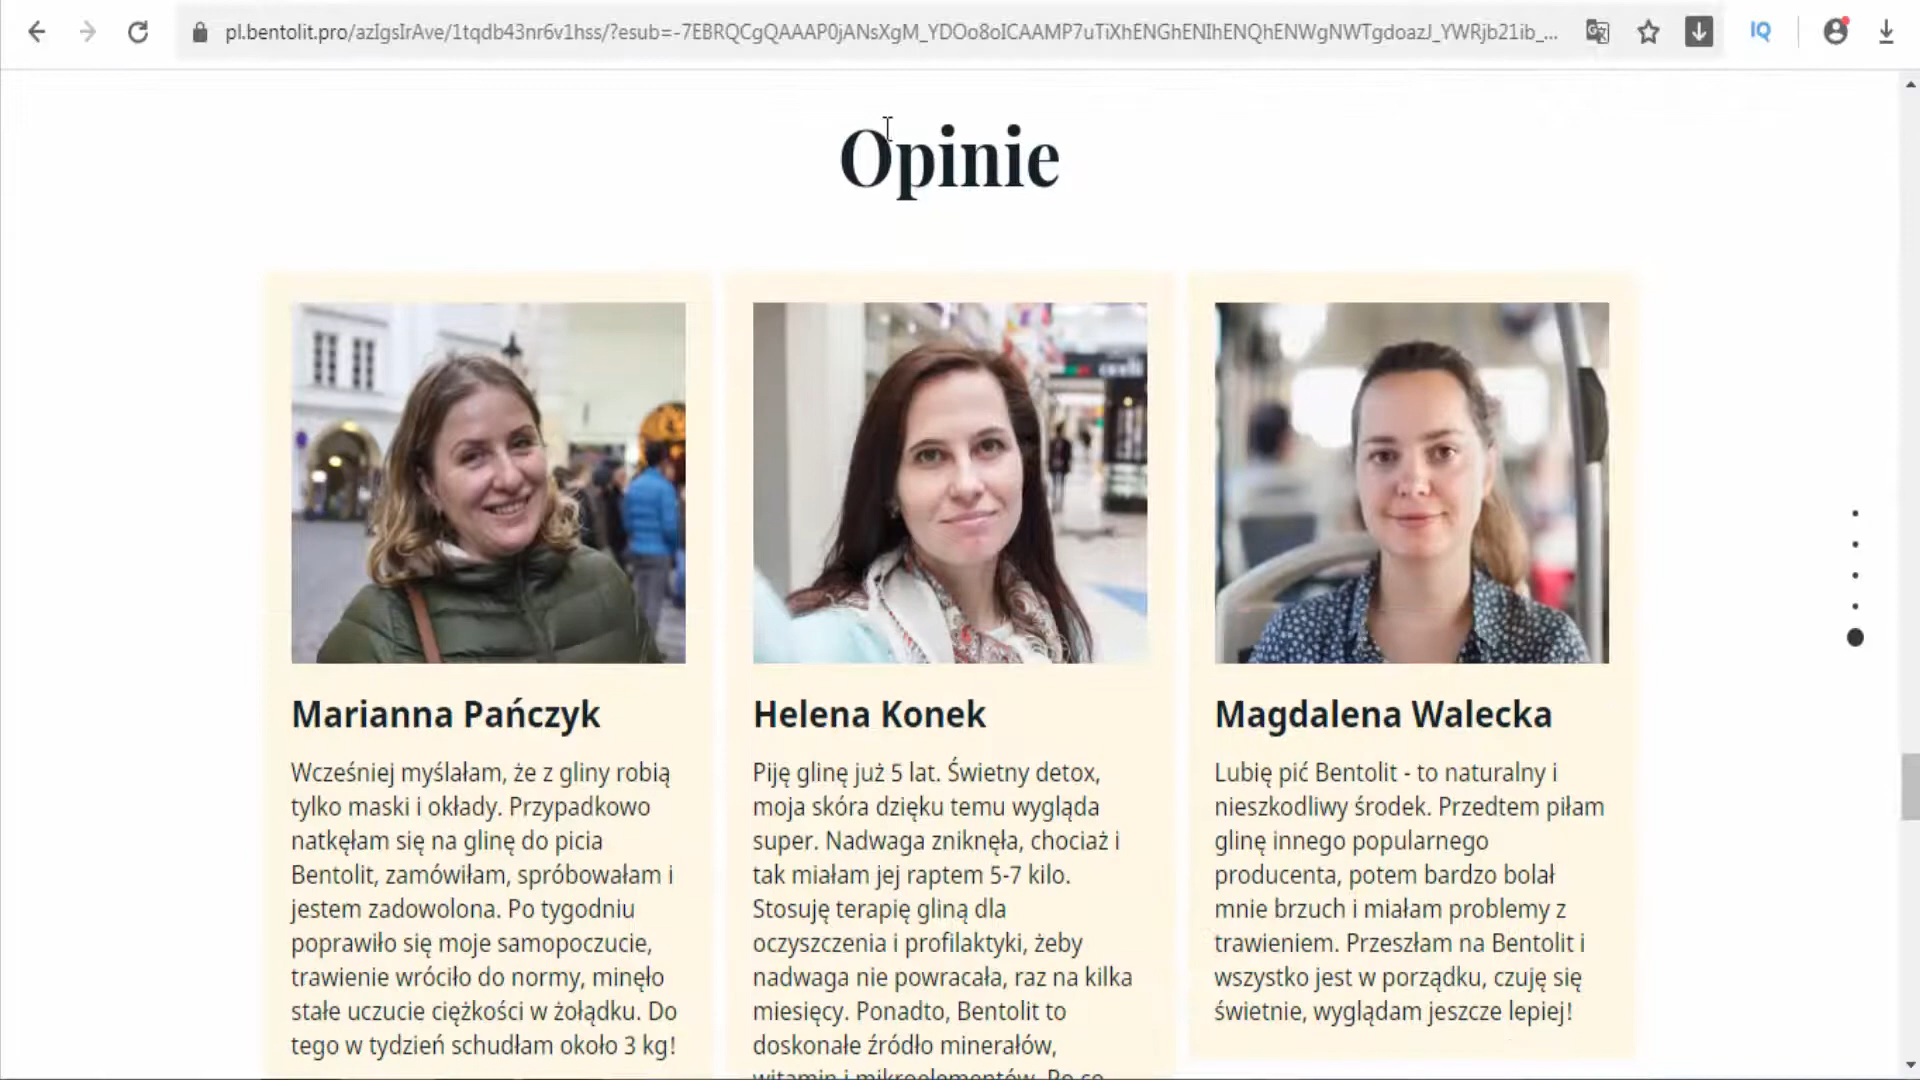 pl.bentolit.pro/azIgsIrAve/1tqdb43nr6v1hss/?esub=-7EBRQCgQAAAP0jANsXgM_YDOo8oICAAMP7uTiXhENGhENIhENQhENWgNWTgdoazJ_YWRjb21ib_...
IQ
Opinie
Marianna Pańczyk
Wcześniej myślałam, że z gliny robią
tylko maski i okłady. Przypadkowo
natkęłam się na glinę do picia
Bentolit, zamówiłam, spróbowałam i
jestem zadowolona. Po tygodniu
poprawiło się moje samopoczucie,
trawienie wróciło do normy, minęło
stałe uczucie ciężkości w żołądku. Do
tego w tydzień schudłam około 3 kg!
Helena Konek
Piję glinę już 5 lat. Świetny detox,
moja skóra dzięku temu wygląda
super. Nadwaga zniknęła, chociaż i
tak miałam jej raptem 5-7 kilo.
Stosuję terapię gliną dla
oczyszczenia i profilaktyki, żeby
nadwaga nie powracała, raz na kilka
miesięcy. Ponadto, Bentolit to
doskonałe źródło minerałów,
witamin i mikroelementów. Po co
Magdalena Walecka
Lubię pić Bentolit - to naturalny i
nieszkodliwy środek. Przedtem piłam
glinę innego popularnego
producenta, potem bardzo bolał
mnie brzuch i miałam problemy z
trawieniem. Przeszłam na Bentolit i
wszystko jest w porządku, czuję się
świetnie, wyglądam jeszcze lepiej!